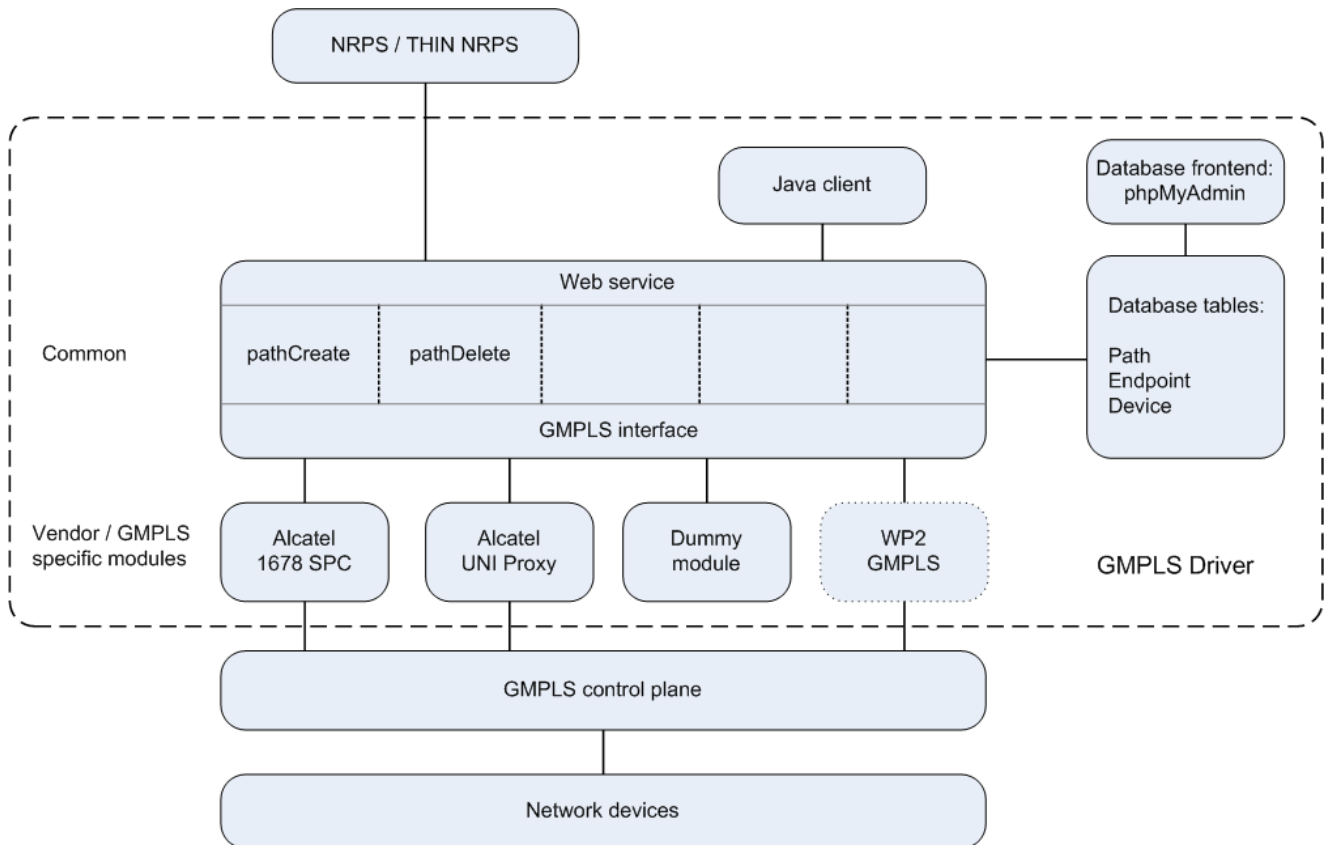 NRPS / THIN NRPS
Java client
Database frontend:
phpMyAdmin
Web service
Database tables:
Path
Endpoint
Device
Common
pathCreate
pathDelete
GMPLS interface
Vendor / GMPLS
specific modules
Alcatel
1678 SPC
Alcatel
UNI Proxy
Dummy
module
WP2
GMPLS
GMPLS Driver
GMPLS control plane
Network devices